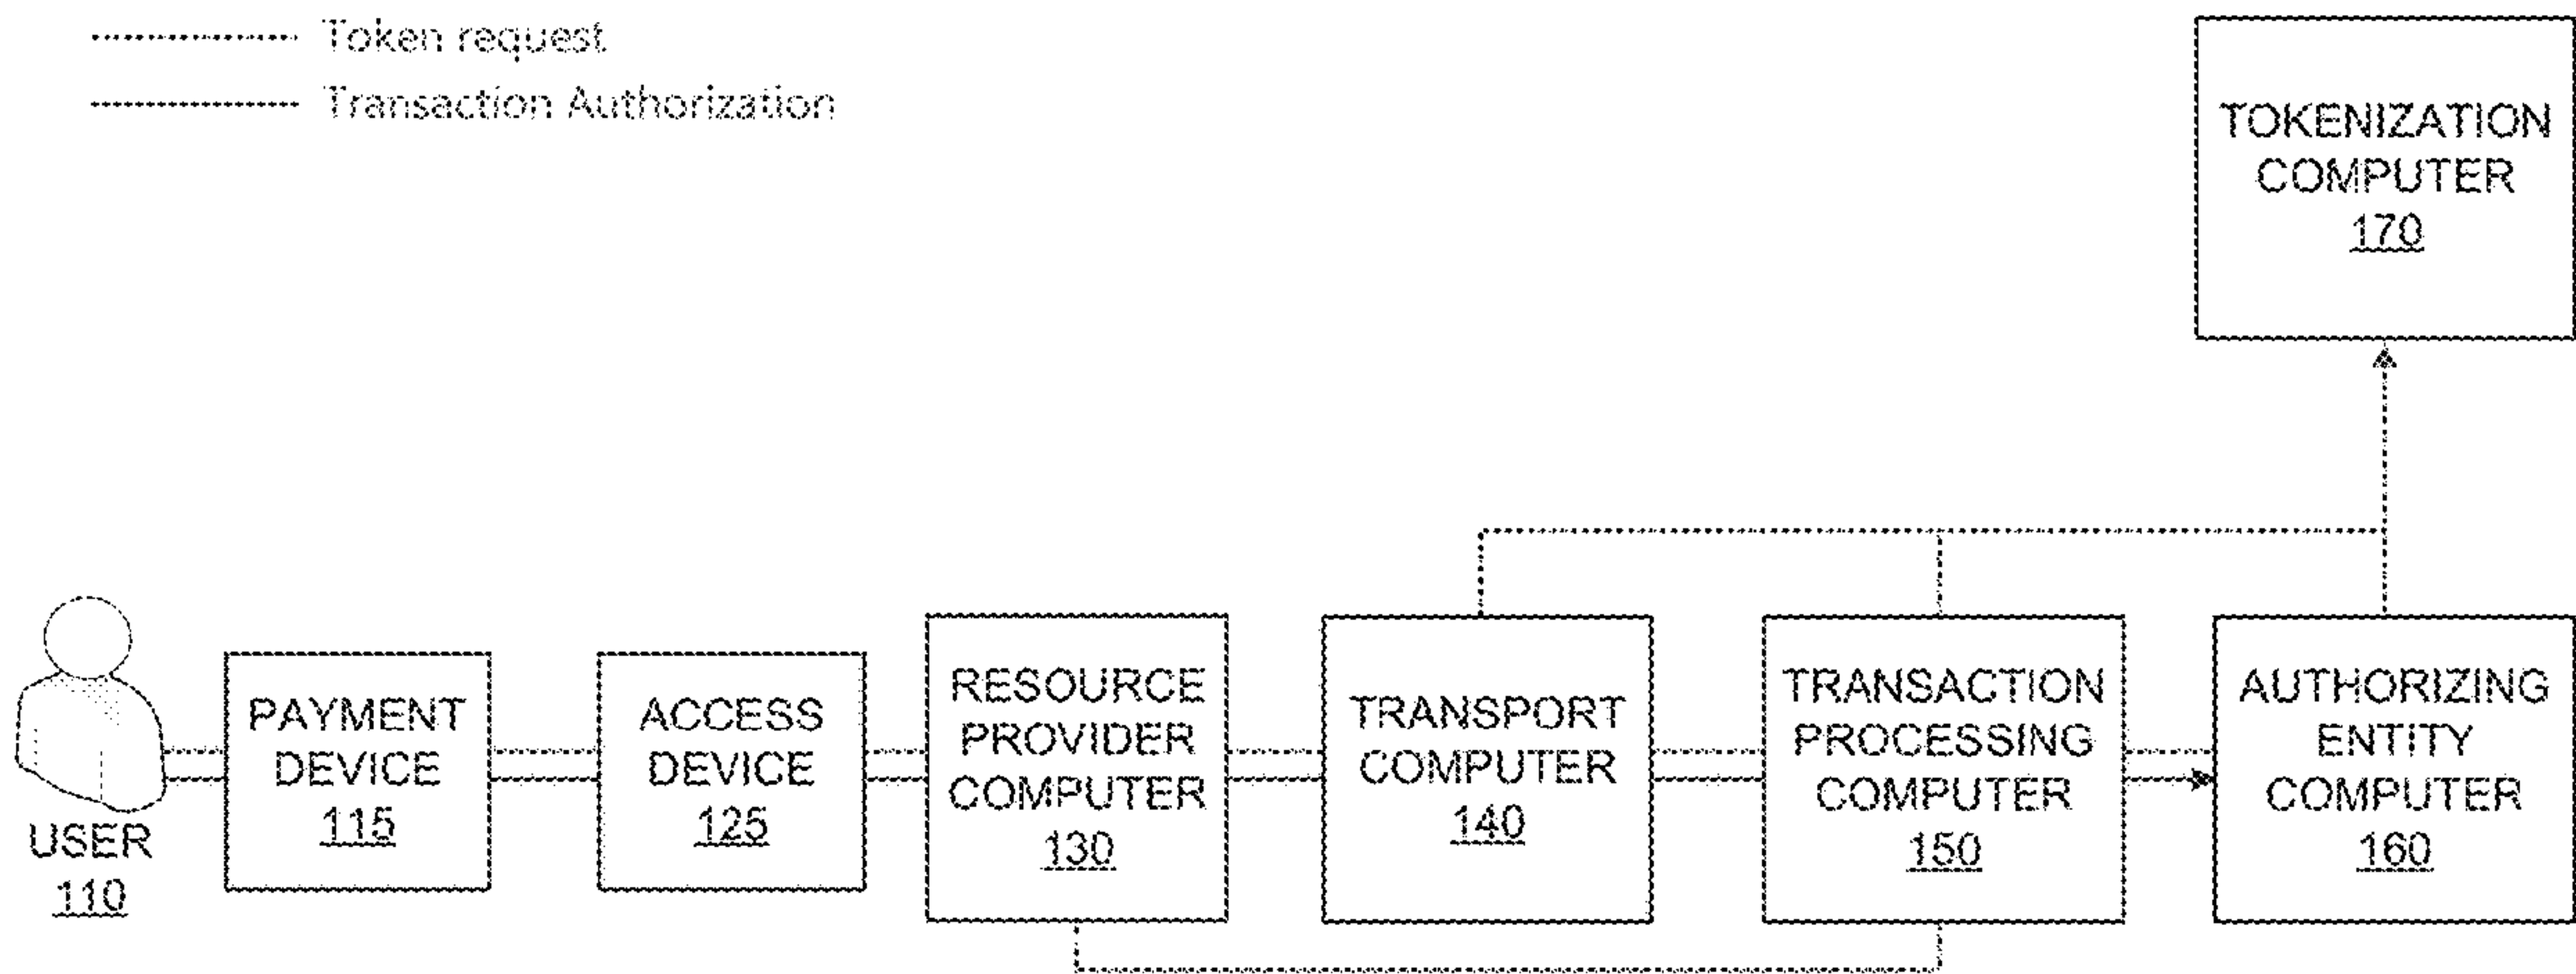 Token request
Transaction Authorization
TOKENIZATION
COMPUTER
170
USER
110
PAYMENT
DEVICE
115
ACCESS
DEVICE
125
RESOURCE
PROVIDER
COMPUTER
130
TRANSPORT
COMPUTER
140
TRANSACTION
PROCESSING
COMPUTER
150
AUTHORIZING
ENTITY
COMPUTER
160